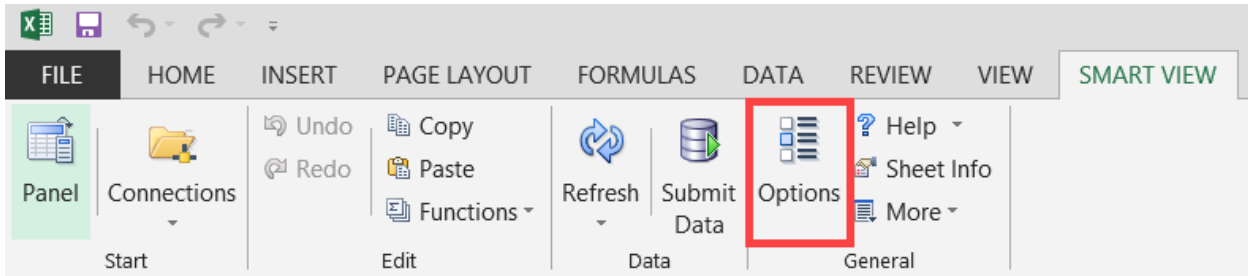 FILE HOME INSERT PAGE LAYOUT FORMULAS DATA REVIEW VIEW SMART VIEW
Panel
Connections
Undo
Redo
Copy
Paste
Functions
Refresh
Submit
Data
Options
Help
Sheet Info
More
Start Edit Data General